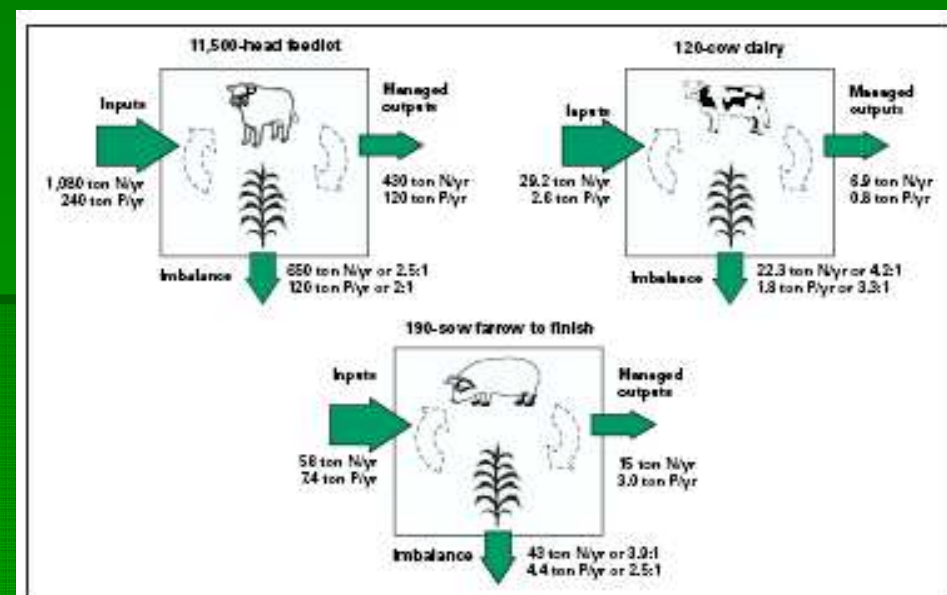 11,500-head feedlot
Inputs
Managed
outputs
1,080 ton N/yr
240 ton P/yr
430 ton N/yr
120 ton P/yr
Imbalance
650 ton N/yr or 2.5:1
120 ton P/yr or 2:1
120-cow dairy
Inputs
Managed
outputs
29.2 ton N/yr
2.6 ton P/yr
6.9 ton N/yr
0.8 ton P/yr
Imbalance
22.3 ton N/yr or 4.2:1
1.8 ton P/yr or 3.3:1
190-sow farrow to finish
Inputs
Managed
outputs
58 ton N/yr
7.4 ton P/yr
15 ton N/yr
3.0 ton P/yr
Imbalance
43 ton N/yr or 3.9:1
4.4 ton P/yr or 2.5:1